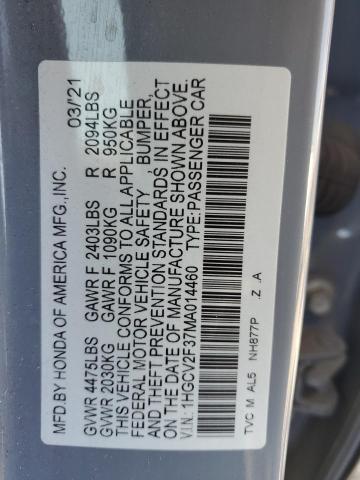 MFD.BY HONDA OF AMERICA MFG.,INC. 03/'21
GVWR 4475LBS GAWR F 2403LBS R 2094LBS
GVWR 2030KG GAWR F 1090KG R 950KG
THIS VEHICLE CONFORMS TO ALL APPLICABLE
FEDERAL MOTOR VEHICLE SAFETY , BUMPER,
AND THEFT PREVENTION STANDARDS IN EFFECT
ON THE DATE OF MANUFACTURE SHOWN ABOVE.
V.I.N.: 1HGCV2F37MA014460 TYPE:PASSENGER CAR
TVC M AL5 NH877P .Z .A